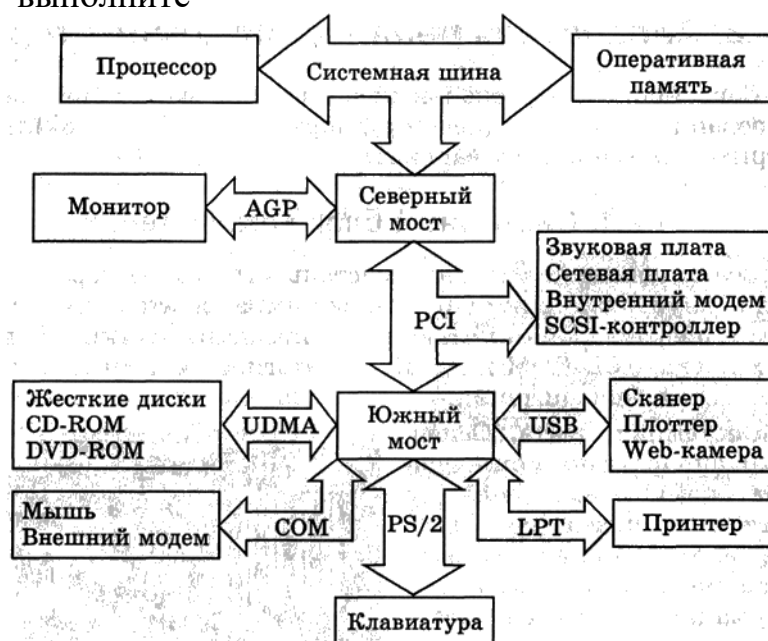 выполните
Процессор
Системная шина
Оперативная
память
Монитор
AGP
Северный
мост
Звуковая плата
Сетевая плата
Внутренний модем
SCSI-контроллер
PCI
Жесткие диски
CD-ROM
DVD-ROM
UDMA
Южный
мост
USB
Сканер
Плоттер
Web-камера
Мышь
Внешний модем
COM
PS/2
LPT
Принтер
Клавиатура